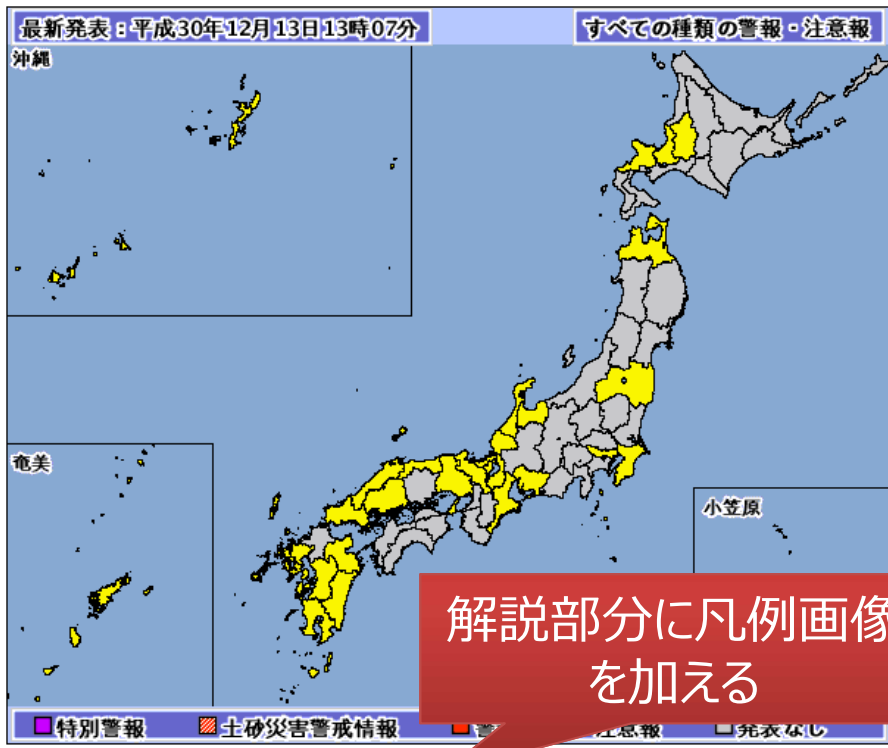 最新発表：平成30年12月13日13時07分
すべての種類の警報・注意報
沖縄
奄美
小笠原
解説部分に凡例画像
を加える
特別警報
土砂災害警戒情報
注意報
発表なし